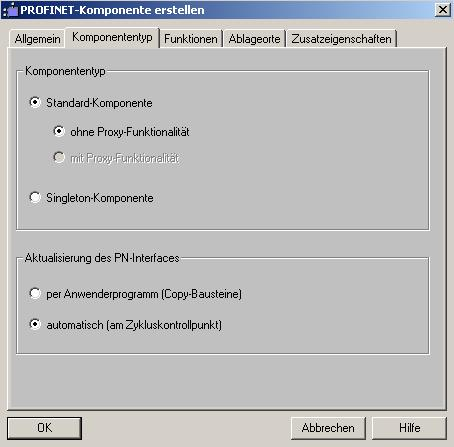 PROFINET-Komponente erstellen
Allgemein Komponententyp Funktionen Ablageorte Zusatzeigenschaften
Komponententyp
Standard-Komponente
ohne Proxy-Funktionalität
mit Proxy-Funktionalität
Singleton-Komponente
Aktualisierung des PN-Interfaces
per Anwenderprogramm (Copy-Bausteine)
automatisch (am Zykluskontrollpunkt)
OK Abbrechen Hilfe